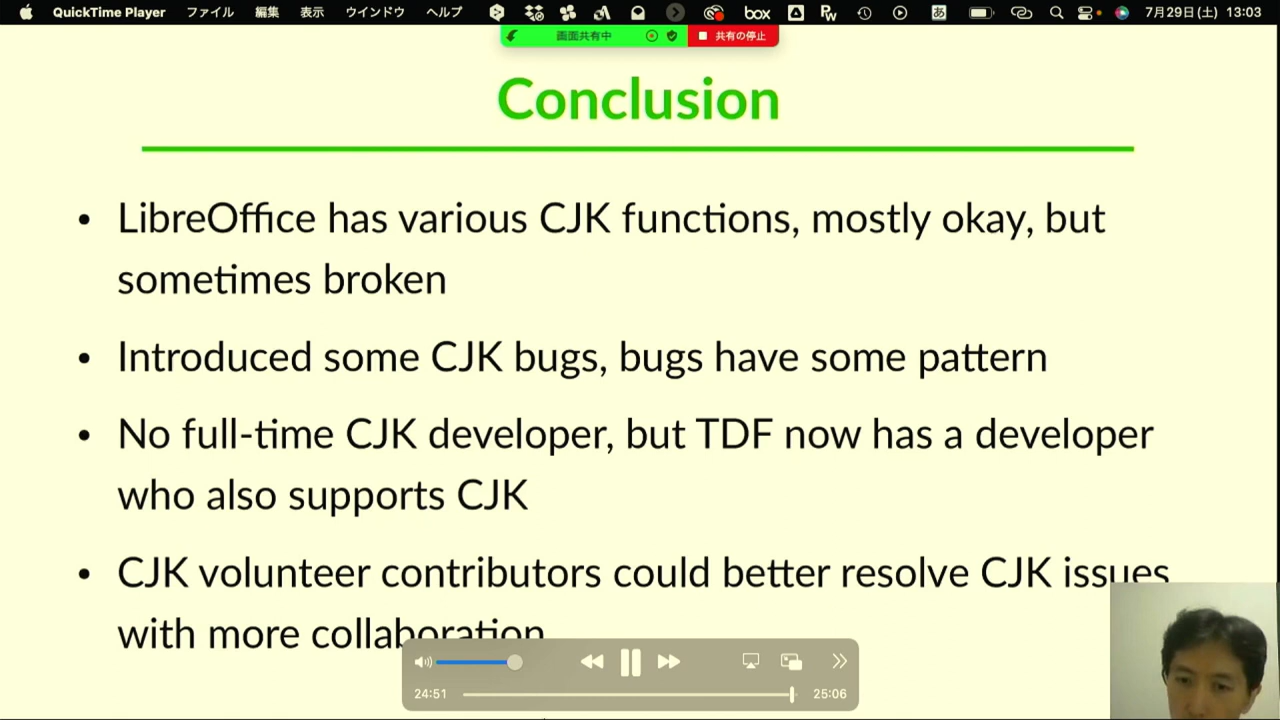 QuickTime Player ファイル 編集 表示 ウインドウ ヘルプ box あ 7月29日(土) 13:03
画面共有中 共有の停止
Conclusion
• LibreOffice has various CJK functions, mostly okay, but
sometimes broken
• Introduced some CJK bugs, bugs have some pattern
• No full-time CJK developer, but TDF now has a developer
who also supports CJK
• CJK volunteer contributors could better resolve CJK issues
with more collaboration
24:51 25:06